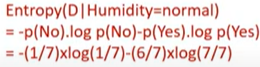 Entropy(D|Humidity=normal)
= -p(No).log p(No)-p(Yes).log p(Yes)
= -(1/7)xlog(1/7)-(6/7)xlog(7/7)